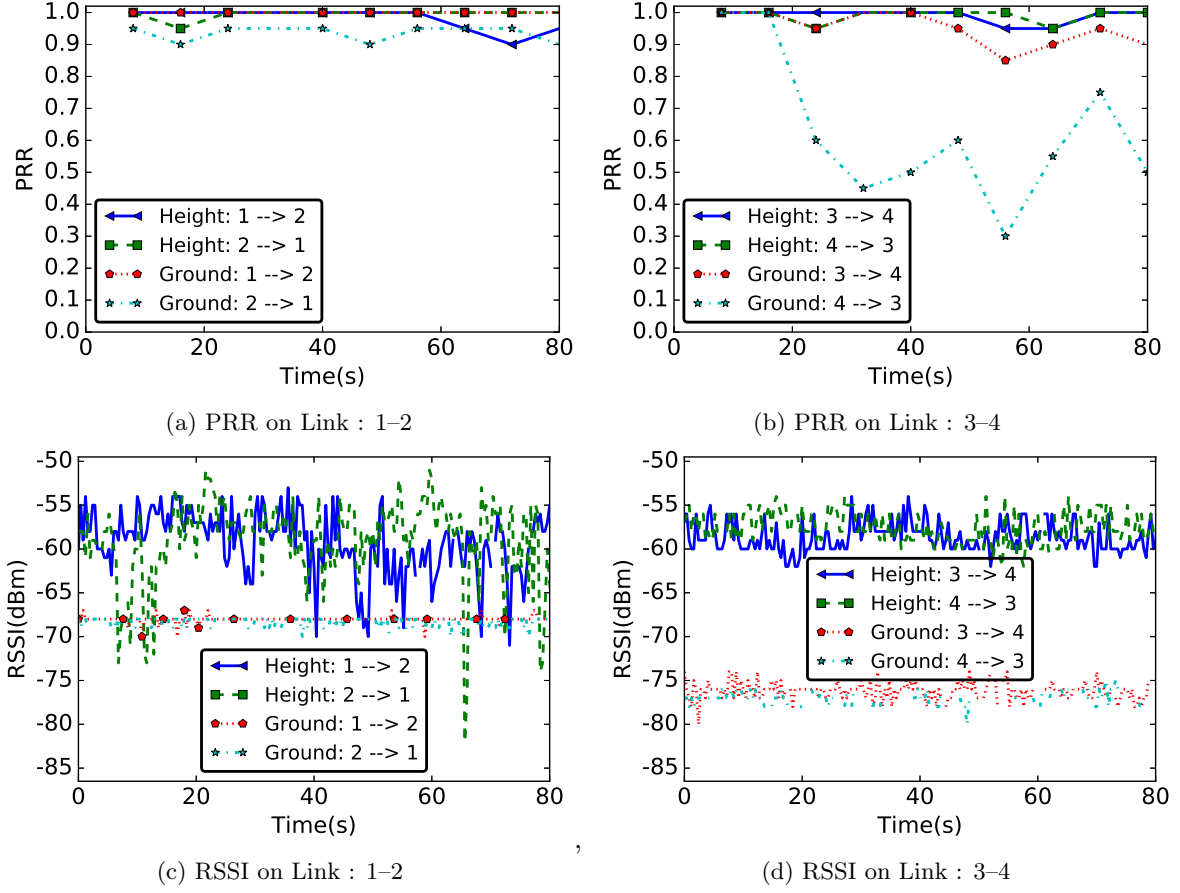 1.0
0.9
0.8
0.7
0.6
0.5
0.4
0.3
0.2
0.1
0.0
PRR
Height: 1 --> 2
Height: 2 --> 1
Ground: 1 --> 2
Ground: 2 --> 1
0 20 40 60 80
Time(s)
(a) PRR on Link : 1–2
1.0
0.9
0.8
0.7
0.6
0.5
0.4
0.3
0.2
0.1
0.0
PRR
Height: 3 --> 4
Height: 4 --> 3
Ground: 3 --> 4
Ground: 4 --> 3
0 20 40 60 80
Time(s)
(b) PRR on Link : 3–4
-50
-55
-60
-65
-70
-75
-80
-85
RSSI(dBm)
Height: 1 --> 2
Height: 2 --> 1
Ground: 1 --> 2
Ground: 2 --> 1
0 20 40 60 80
Time(s)
,
(c) RSSI on Link : 1–2
-50
-55
-60
-65
-70
-75
-80
-85
RSSI(dBm)
Height: 3 --> 4
Height: 4 --> 3
Ground: 3 --> 4
Ground: 4 --> 3
0 20 40 60 80
Time(s)
(d) RSSI on Link : 3–4